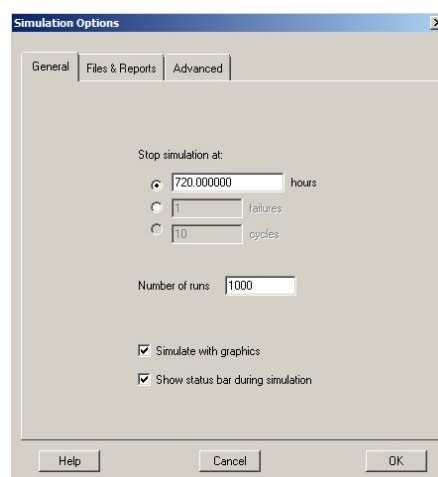 Simulation Options
General Files & Reports Advanced
Stop simulation at:
720.000000 hours
1 failures
10 cycles
Number of runs 1000
Simulate with graphics
Show status bar during simulation
Help Cancel OK